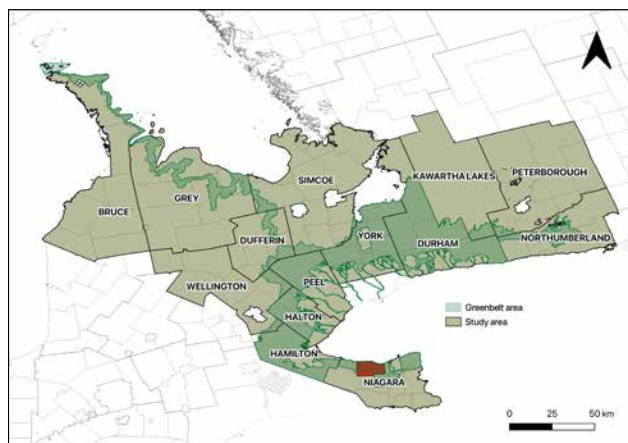 KAWARTHA LAKES
PETERBOROUGH
SIMCOE
GREY
BRUCE
YORK
DUFFERIN
DURHAM
NORTHUMBERLAND
WELLINGTON
PEEL
HALTON
Greenbelt area
Study area
HAMILTON
NIAGARA
0 25 50 km